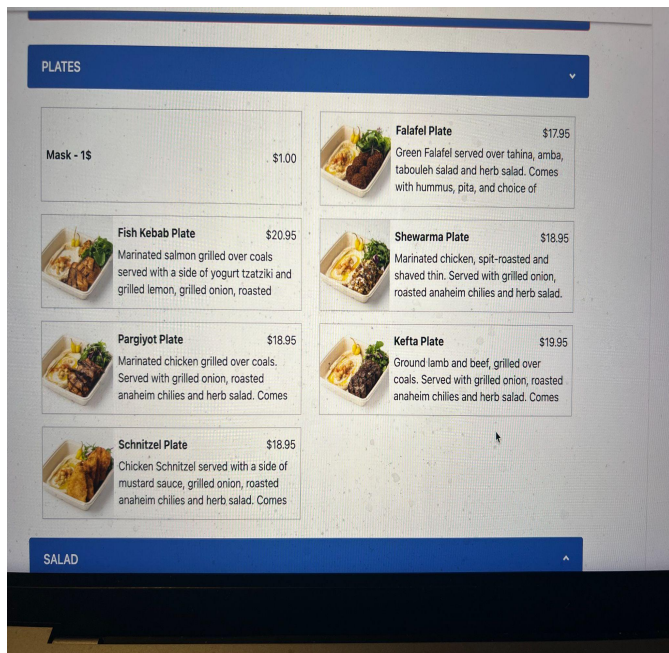 PLATES
Mask - 1$
$1.00
Falafel Plate
$17.95
Green Falafel served over tahina, amba,
tabouleh salad and herb salad. Comes
with hummus, pita, and choice of
Fish Kebab Plate
$20.95
Marinated salmon grilled over coals
served with a side of yogurt tzatziki and
grilled lemon, grilled onion, roasted
Shewarma Plate
$18.95
Marinated chicken, spit-roasted and
shaved thin. Served with grilled onion,
roasted anaheim chilies and herb salad.
Pargiyot Plate
$18.95
Marinated chicken grilled over coals.
Served with grilled onion, roasted
anaheim chilies and herb salad. Comes
Kefta Plate
$19.95
Ground lamb and beef, grilled over
coals. Served with grilled onion, roasted
anaheim chilies and herb salad. Comes
Schnitzel Plate
$18.95
Chicken Schnitzel served with a side of
mustard sauce, grilled onion, roasted
anaheim chilies and herb salad. Comes
SALAD